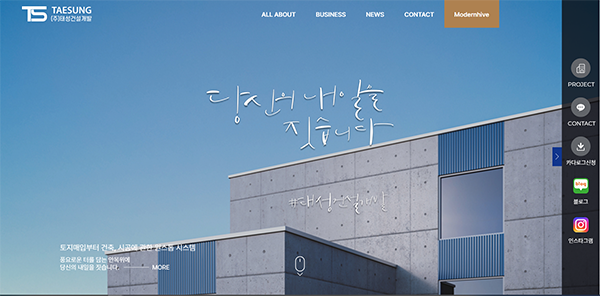 TS TAESUNG
(주)태성건설개발
ALL ABOUT
BUSINESS
NEWS
CONTACT
Modernhive
당신의 내일을
짓습니다
#태성건설개발
PROJECT
CONTACT
카다로그신청
블로그
인스타그램
토지매입부터 건축, 시공에 관한 원스톱 시스템
풍요로운 터를 담는 안목위에
당신의 내일을 짓습니다.
MORE